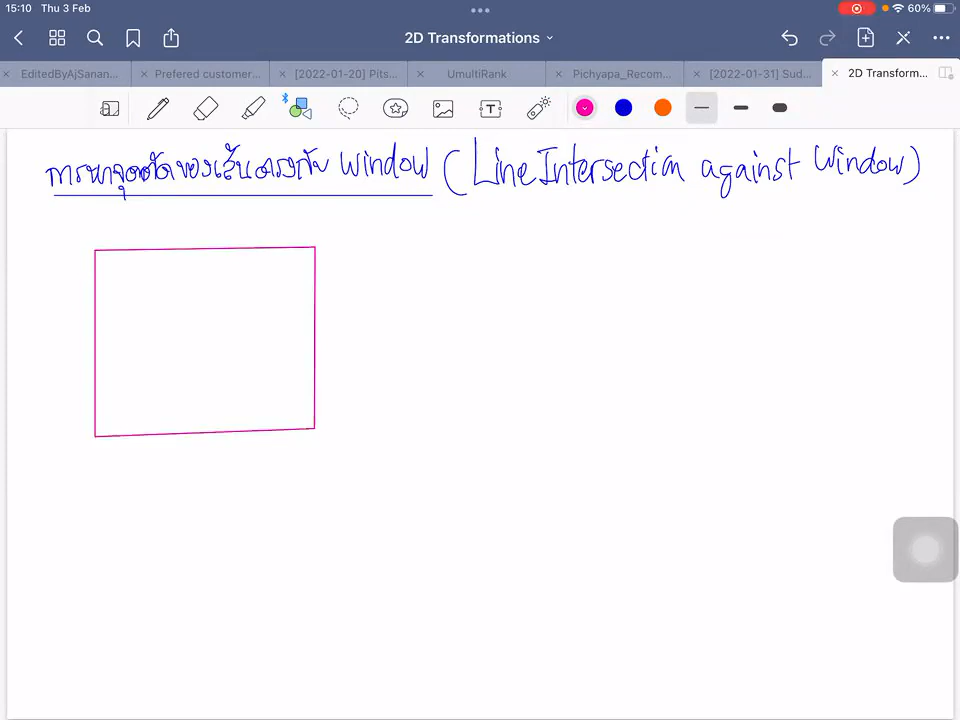 15:10 Thu 3 Feb
60%
2D Transformations
EditedByAjSanan...
Prefered customer...
[2022-01-20] Pits...
UmultiRank
Pichyapa_Recom...
[2022-01-31] Sud...
2D Transform...
การหาจุดตัดของเส้นตรงกับ Window (Line Intersection against Window)